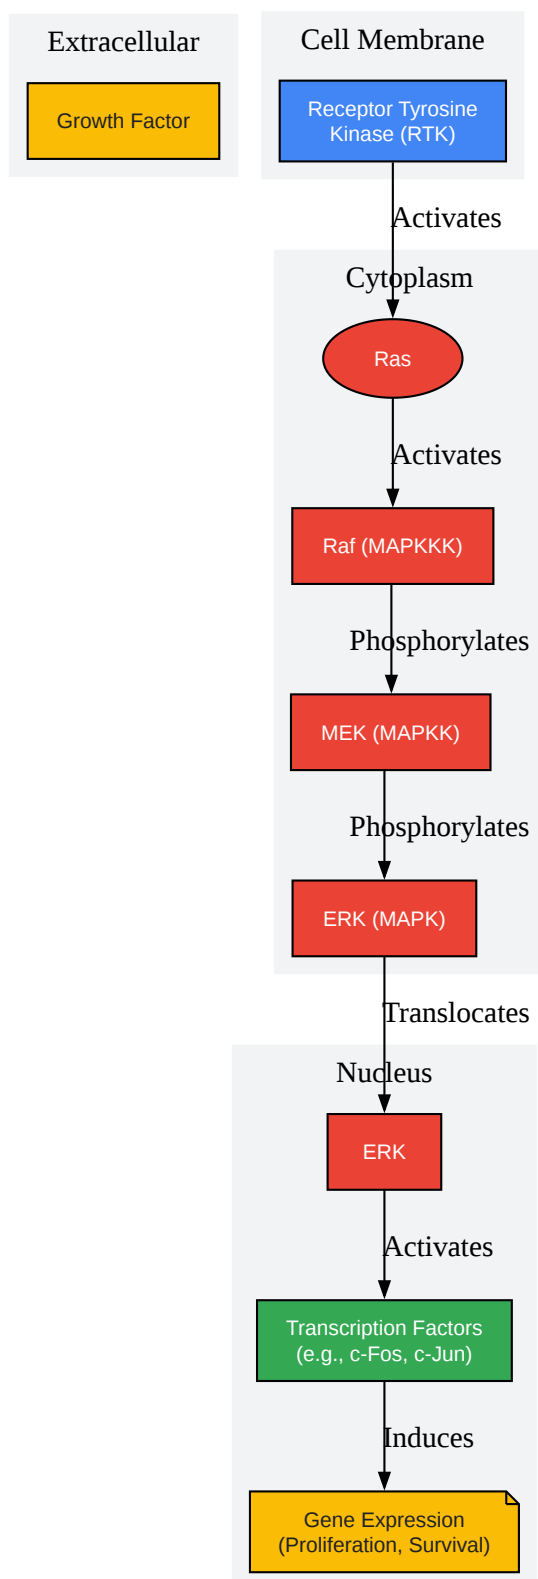 Extracellular
Growth Factor
Cell Membrane
Receptor Tyrosine
Kinase (RTK)
Activates
Cytoplasm
Ras
Activates
Raf (MAPKKK)
Phosphorylates
MEK (MAPKK)
Phosphorylates
ERK (MAPK)
Translocates
Nucleus
ERK
Activates
Transcription Factors
(e.g., c-Fos, c-Jun)
Induces
Gene Expression
(Proliferation, Survival)